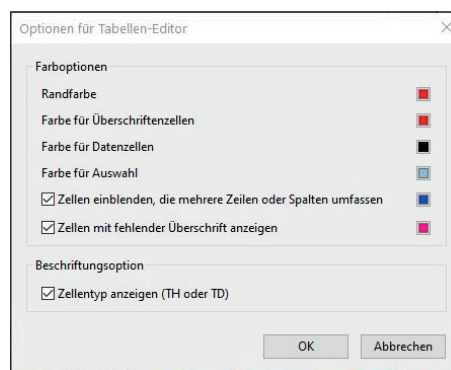 Optionen für Tabellen-Editor
Farboptionen
Randfarbe
Farbe für Überschriftenzellen
Farbe für Datenzellen
Farbe für Auswahl
Zellen einblenden, die mehrere Zeilen oder Spalten umfassen
Zellen mit fehlender Überschrift anzeigen
Beschriftungsoption
Zellentyp anzeigen (TH oder TD)
OK Abbrechen